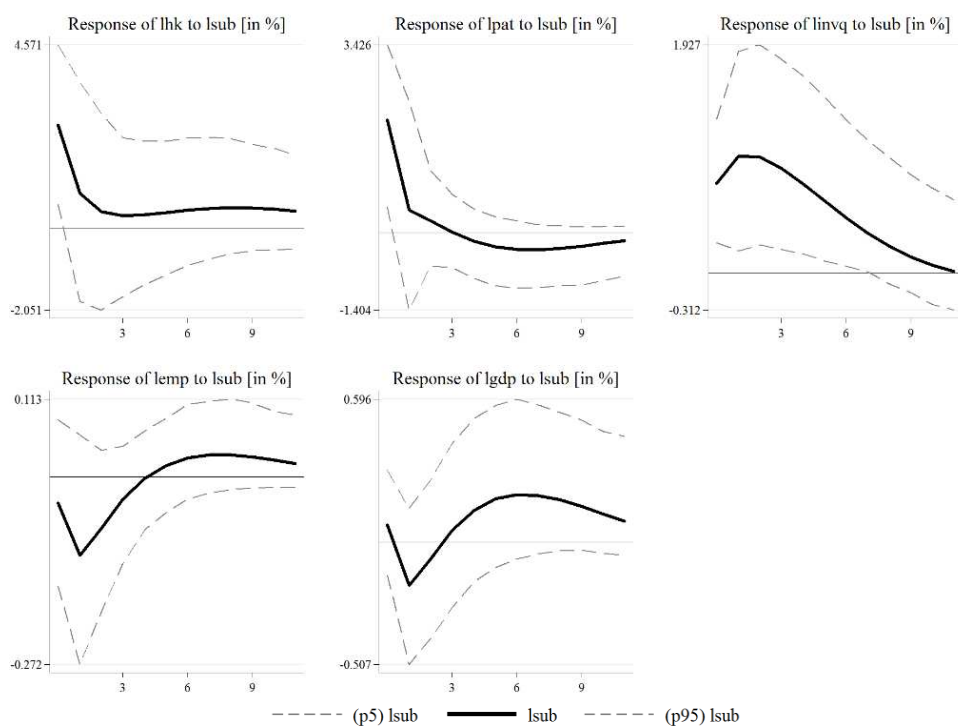 Response of lhk to lsub [in %]
4.571
-2.051
3 6 9
Response of lpat to lsub [in %]
3.426
-1.404
3 6 9
Response of linvq to lsub [in %]
1.927
-0.312
3 6 9
Response of lemp to lsub [in %]
0.113
-0.272
3 6 9
Response of lgdp to lsub [in %]
0.596
-0.507
3 6 9
(p5) lsub lsub (p95) lsub